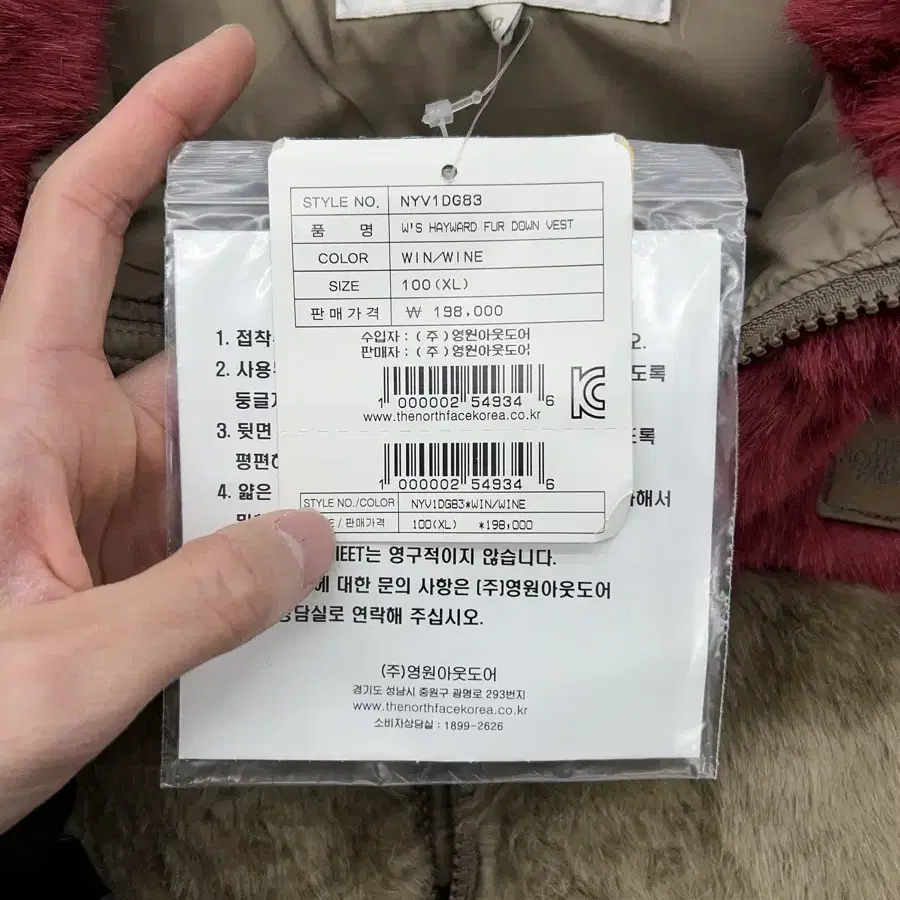 STYLE NO. NYV1DG83
품 명 W'S HAYWARD FUR DOWN VEST
COLOR WIN/WINE
SIZE 100(XL)
판매가격 ₩ 198,000
수입자 : (주)영원아웃도어
판매자 : (주)영원아웃도어
1 000002 54934 6
www.thenorthfacekorea.co.kr
1 000002 54934 6
STYLE NO./COLOR NYV1DG83*WIN/WINE
/ 판매가격 100(XL) *198,000
1. 접착
2. 사용 도록
3. 뒷면 록
4. 얇은 해서
는 영구적이지 않습니다.
에 대한 문의 사항은 (주)영원아웃도어
상담실로 연락해 주십시오.
(주)영원아웃도어
경기도 성남시 중원구 광명로 293번지
www.thenorthfacekorea.co.kr
소비자상담실 : 1899-2626